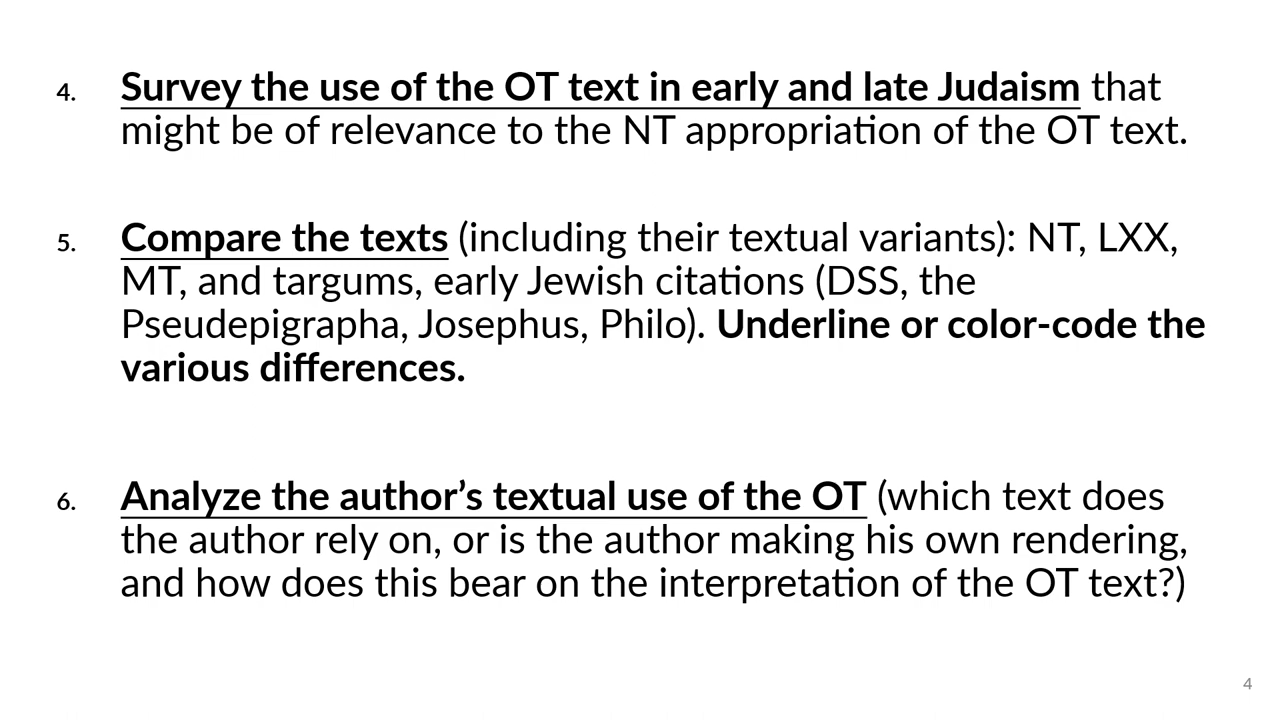 4. Survey the use of the OT text in early and late Judaism that
might be of relevance to the NT appropriation of the OT text.
5. Compare the texts (including their textual variants): NT, LXX,
MT, and targums, early Jewish citations (DSS, the
Pseudepigrapha, Josephus, Philo). Underline or color-code the
various differences.
6. Analyze the author’s textual use of the OT (which text does
the author rely on, or is the author making his own rendering,
and how does this bear on the interpretation of the OT text?)
4